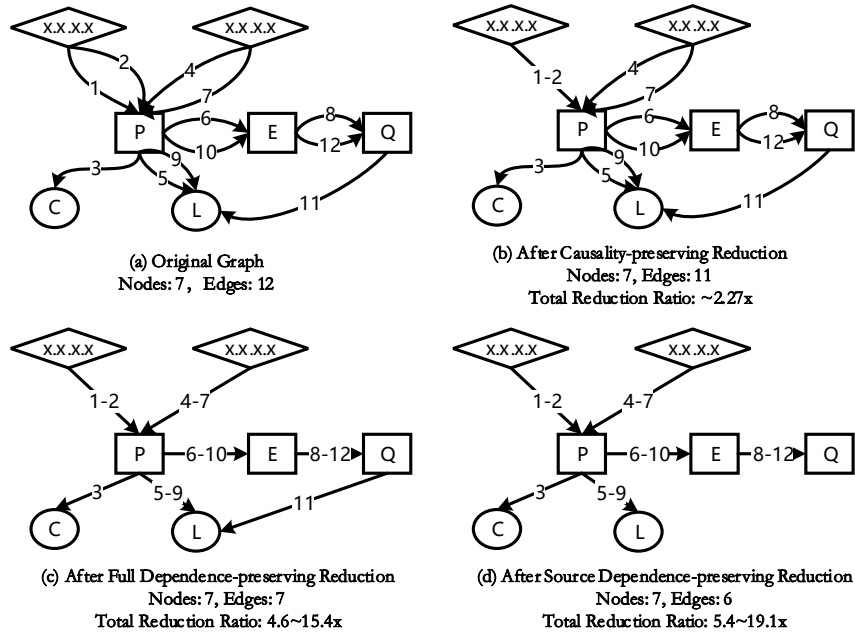 x.x.x.x x.x.x.x
1 2 4 7
P 6 10 E 8 12 Q
3 5 9 11
C L
(a) Original Graph
Nodes: 7, Edges: 12
x.x.x.x x.x.x.x
1-2 4 7
P 6 10 E 8 12 Q
3 5 9 11
C L
(b) After Causality-preserving Reduction
Nodes: 7, Edges: 11
Total Reduction Ratio: ~2.27x
x.x.x.x x.x.x.x
1-2 4-7
P 6-10 E 8-12 Q
3 5-9 11
C L
(c) After Full Dependence-preserving Reduction
Nodes: 7, Edges: 7
Total Reduction Ratio: 4.6~15.4x
x.x.x.x x.x.x.x
1-2 4-7
P 6-10 E 8-12 Q
3 5-9
C L
(d) After Source Dependence-preserving Reduction
Nodes: 7, Edges: 6
Total Reduction Ratio: 5.4~19.1x